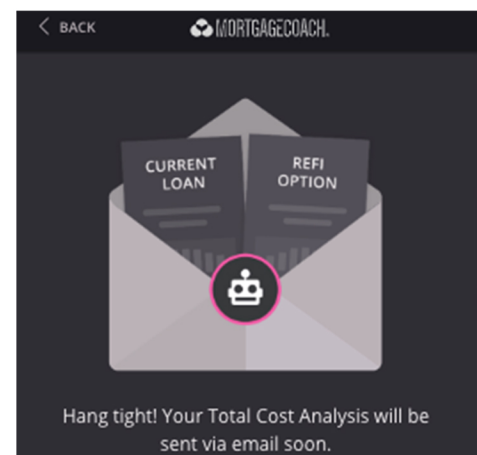 < BACK
MORTGAGECOACH.
CURRENT
LOAN
REFI
OPTION
Hang tight! Your Total Cost Analysis will be
sent via email soon.